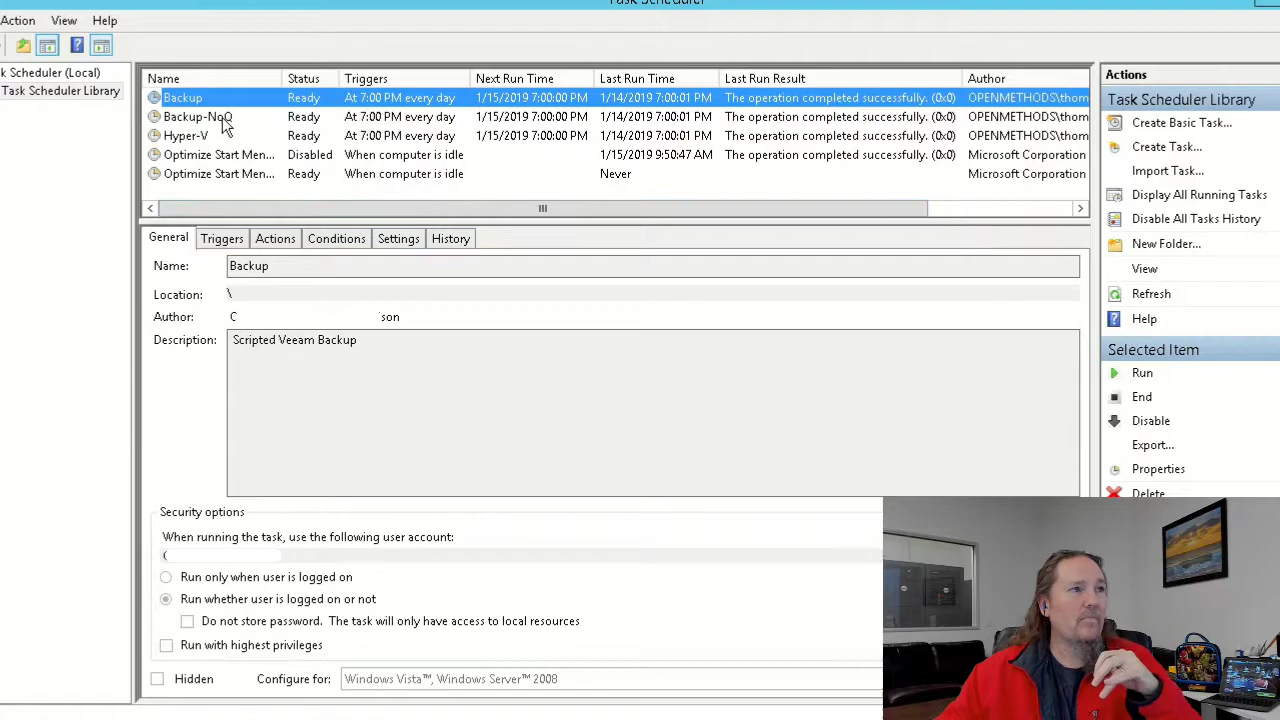 Task Scheduler
Action View Help
k Scheduler (Local)
Task Scheduler Library
Name Status Triggers Next Run Time Last Run Time Last Run Result Author
Backup Ready At 7:00 PM every day 1/15/2019 7:00:00 PM 1/14/2019 7:00:01 PM The operation completed successfully. (0x0) OPENMETHODS\thom
Backup-NoQ Ready At 7:00 PM every day 1/15/2019 7:00:00 PM 1/14/2019 7:00:01 PM The operation completed successfully. (0x0) OPENMETHODS\thom
Hyper-V Ready At 7:00 PM every day 1/15/2019 7:00:00 PM 1/14/2019 7:00:01 PM The operation completed successfully. (0x0) OPENMETHODS\thom
Optimize Start Men... Disabled When computer is idle 1/15/2019 9:50:47 AM The operation completed successfully. (0x0) Microsoft Corporation
Optimize Start Men... Ready When computer is idle Never Microsoft Corporation
General Triggers Actions Conditions Settings History
Name: Backup
Location: \
Author: C son
Description: Scripted Veeam Backup
Security options
When running the task, use the following user account:
(
Run only when user is logged on
Run whether user is logged on or not
Do not store password. The task will only have access to local resources
Run with highest privileges
Hidden Configure for: Windows Vista™, Windows Server™ 2008
Actions
Task Scheduler Library
Create Basic Task...
Create Task...
Import Task...
Display All Running Tasks
Disable All Tasks History
New Folder...
View
Refresh
Help
Selected Item
Run
End
Disable
Export...
Properties
Delete